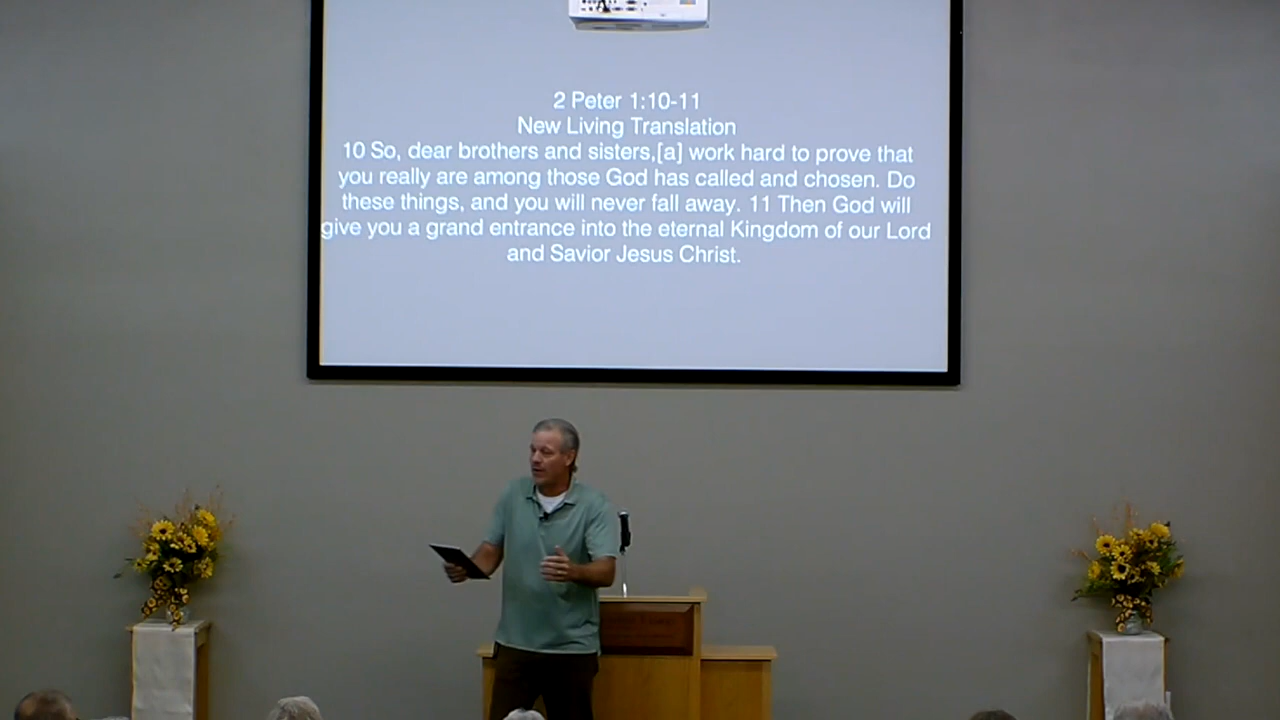 2 Peter 1:10-11
New Living Translation
10 So, dear brothers and sisters,[a] work hard to prove that
you really are among those God has called and chosen. Do
these things, and you will never fall away. 11 Then God will
give you a grand entrance into the eternal Kingdom of our Lord
and Savior Jesus Christ.